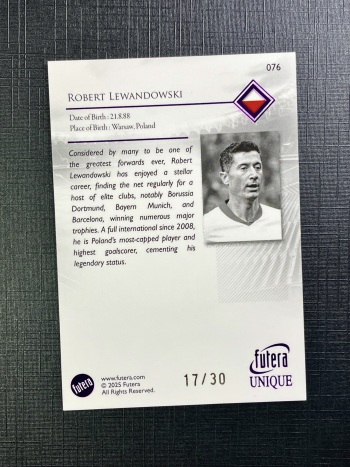 076
ROBERT LEWANDOWSKI
Date of Birth : 21.8.88
Place of Birth : Warsaw, Poland
Considered by many to be one of
the greatest forwards ever, Robert
Lewandowski has enjoyed a stellar
career, finding the net regularly for a
host of elite clubs, notably Borussia
Dortmund, Bayern Munich, and
Barcelona, winning numerous major
trophies. A full international since 2008,
he is Poland's most-capped player and
highest goalscorer, cementing his
legendary status.
futera
UNIQUE
futera
www.futera.com
© 2025 Futera
All Rights Reserved.
17/30